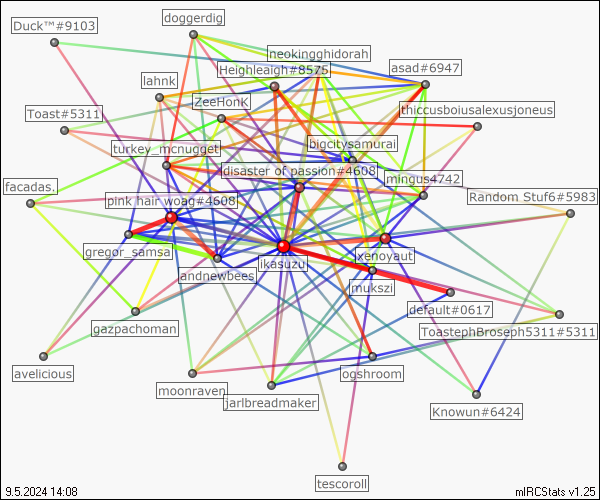 doggerdig
Duck™#9103
neokingghidorah
Heighleaigh#8575
asad#6947
lahnk
ZeeHonk
Toast#5311
thiccusboiusalexusjoneus
bigcitysamurai
turkey_mcnugget
disaster of passion#4608
mingus4742
facadas.
pink hair_woag#4608
Random Stuf6#5983
gregor_samsa
xenoyaut
ikasuzu
andnewbees
mukszi
default#0617
gazpachoman
ToastephBroseph5311#5311
avelicious
ogshroom
moonraven
jarlbreadmaker
Knowun#6424
tescoroll
9.5.2024 14:08
mIRCStats v1.25